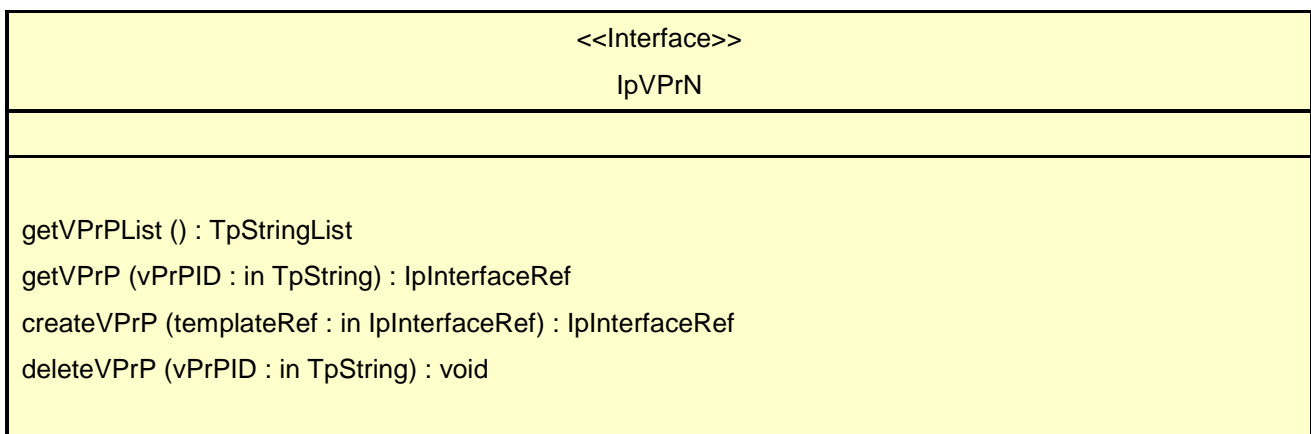 <<Interface>>
IpVPrN
getVPrPList () : TpStringList
getVPrP (vPrPID : in TpString) : IpInterfaceRef
createVPrP (templateRef : in IpInterfaceRef) : IpInterfaceRef
deleteVPrP (vPrPID : in TpString) : void